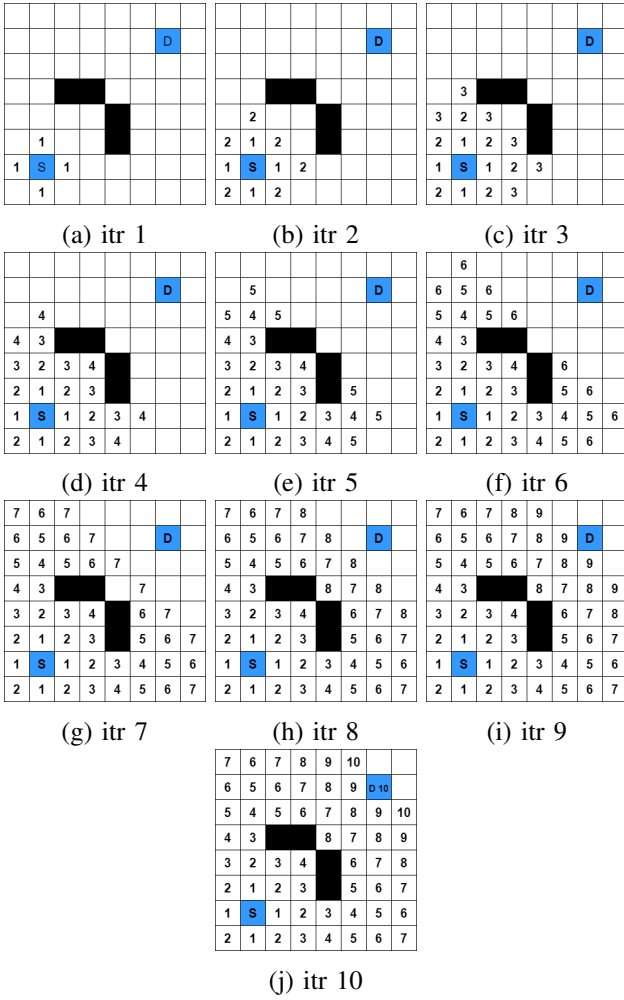 D
1
1 S 1
1
(a) itr 1
D
2
2 1 2
1 S 1 2
2 1 2
(b) itr 2
D
3
3 2 3
2 1 2 3
1 S 1 2 3
2 1 2 3
(c) itr 3
D
4
4 3
3 2 3 4
2 1 2 3
1 S 1 2 3 4
2 1 2 3 4
(d) itr 4
5 D
5 4 5
4 3
3 2 3 4
2 1 2 3 5
1 S 1 2 3 4 5
2 1 2 3 4 5
(e) itr 5
6
6 5 6 D
5 4 5 6
4 3
3 2 3 4 6
2 1 2 3 5 6
1 S 1 2 3 4 5 6
2 1 2 3 4 5 6
(f) itr 6
7 6 7
6 5 6 7 D
5 4 5 6 7
4 3 7
3 2 3 4 6 7
2 1 2 3 5 6 7
1 S 1 2 3 4 5 6
2 1 2 3 4 5 6 7
(g) itr 7
7 6 7 8
6 5 6 7 8 D
5 4 5 6 7 8
4 3 8 7 8
3 2 3 4 6 7 8
2 1 2 3 5 6 7
1 S 1 2 3 4 5 6
2 1 2 3 4 5 6 7
(h) itr 8
7 6 7 8 9
6 5 6 7 8 9 D
5 4 5 6 7 8 9
4 3 8 7 8 9
3 2 3 4 6 7 8
2 1 2 3 5 6 7
1 S 1 2 3 4 5 6
2 1 2 3 4 5 6 7
(i) itr 9
7 6 7 8 9 10
6 5 6 7 8 9 D 10
5 4 5 6 7 8 9 10
4 3 8 7 8 9
3 2 3 4 6 7 8
2 1 2 3 5 6 7
1 S 1 2 3 4 5 6
2 1 2 3 4 5 6 7
(j) itr 10